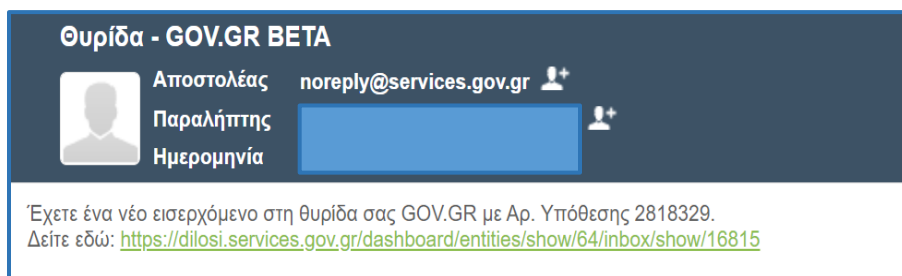 Θυρίδα - GOV.GR BETA
Αποστολέας noreply@services.gov.gr
Παραλήπτης
Ημερομηνία
Έχετε ένα νέο εισερχόμενο στη θυρίδα σας GOV.GR με Αρ. Υπόθεσης 2818329.
Δείτε εδώ: https://dilosi.services.gov.gr/dashboard/entities/show/64/inbox/show/16815